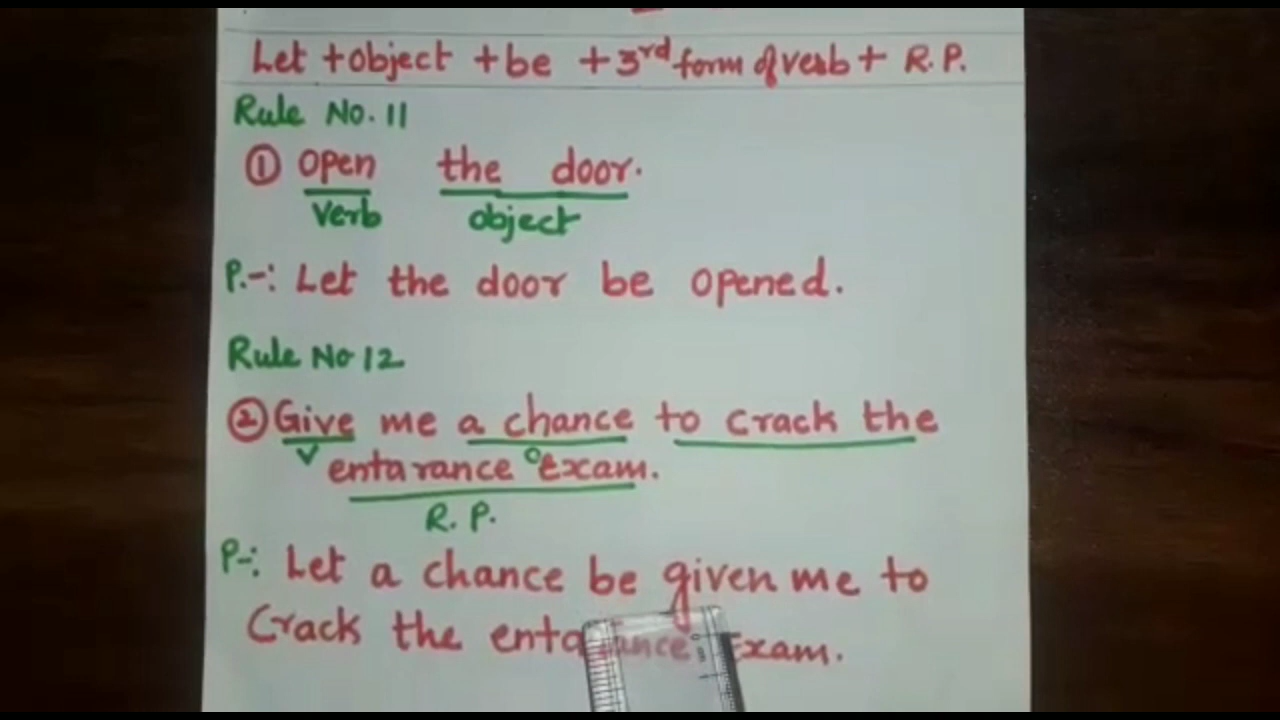 Let + object + be + 3rd form of verb + R.P.
Rule No. 11
① Open the door.
Verb object
P.-: Let the door be opened.
Rule No 12
② Give me a chance to crack the
V entarance O Exam.
R.P.
P-: Let a chance be given me to
Crack the entarance Exam.